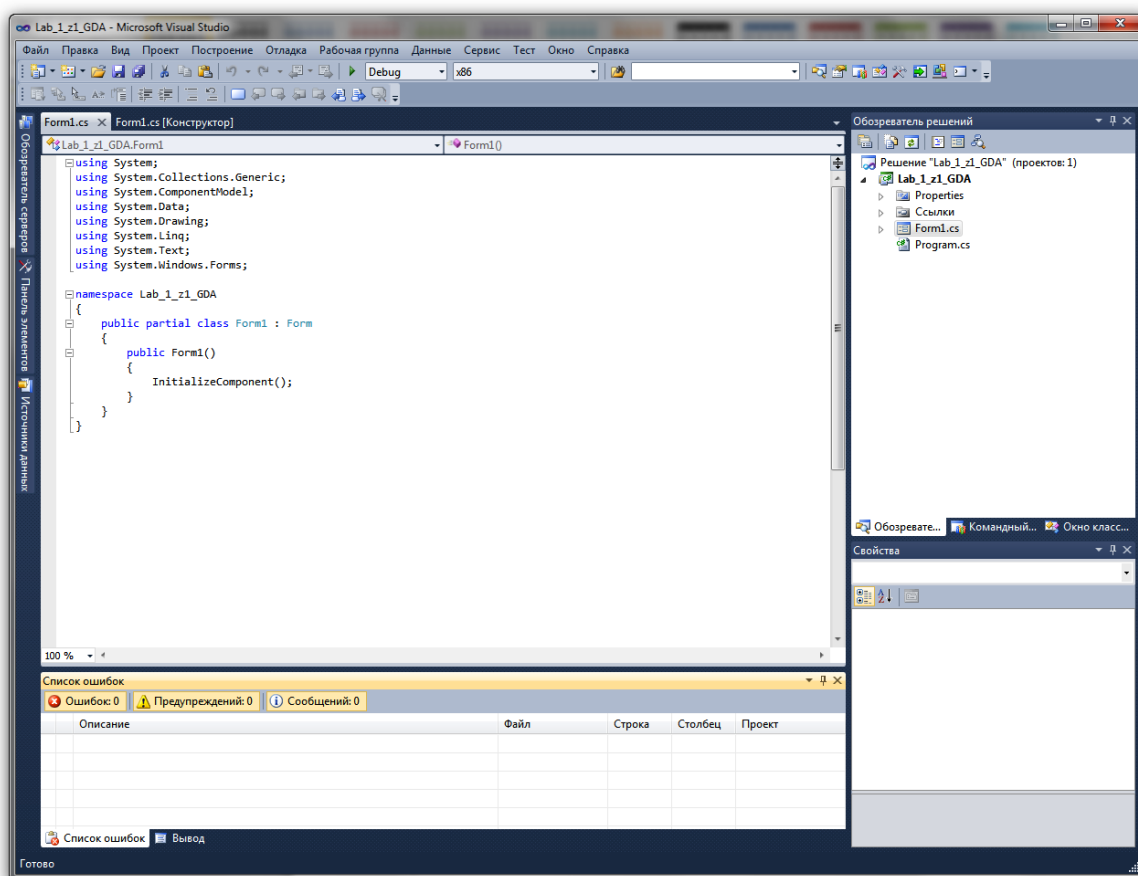 Lab_1_z1_GDA - Microsoft Visual Studio
Файл Правка Вид Проект Построение Отладка Рабочая группа Данные Сервис Тест Окно Справка
Debug x86
Form1.cs Form1.cs [Конструктор]
Lab_1_z1_GDA.Form1 Form1()
using System;
using System.Collections.Generic;
using System.ComponentModel;
using System.Data;
using System.Drawing;
using System.Linq;
using System.Text;
using System.Windows.Forms;
namespace Lab_1_z1_GDA
{
public partial class Form1 : Form
{
public Form1()
{
InitializeComponent();
}
}
}
100 %
Обозреватель серверов
Панель элементов
Источники данных
Обозреватель решений
Решение "Lab_1_z1_GDA" (проектов: 1)
Lab_1_z1_GDA
Properties
Ссылки
Form1.cs
Program.cs
Обозревате... Командный... Окно класс...
Свойства
Список ошибок
Ошибок: 0 Предупреждений: 0 Сообщений: 0
Описание Файл Строка Столбец Проект
Список ошибок Вывод
Готово